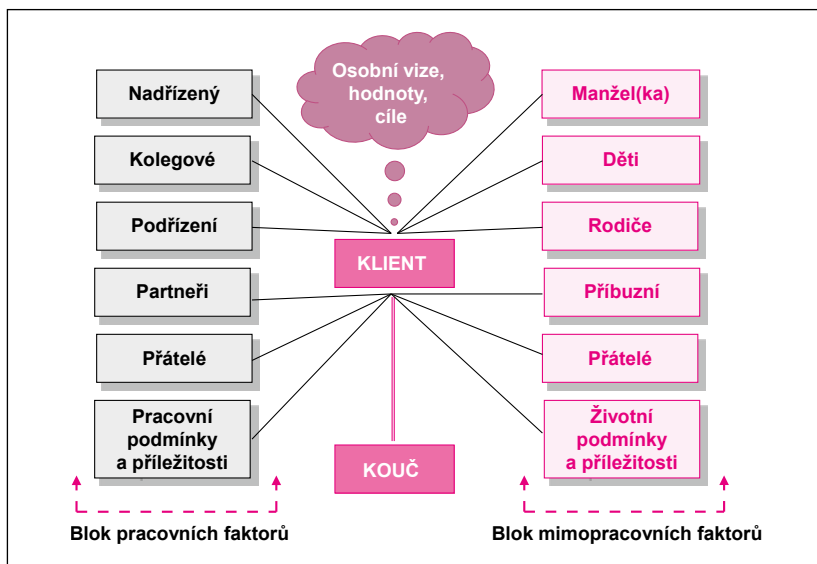 Osobní vize,
hodnoty,
cíle
Nadřízený
Kolegové
Podřízení
Partneři
Přátelé
Pracovní
podmínky
a příležitosti
Blok pracovních faktorů
KLIENT
KOUČ
Manžel(ka)
Děti
Rodiče
Příbuzní
Přátelé
Životní
podmínky
a příležitosti
Blok mimopracovních faktorů